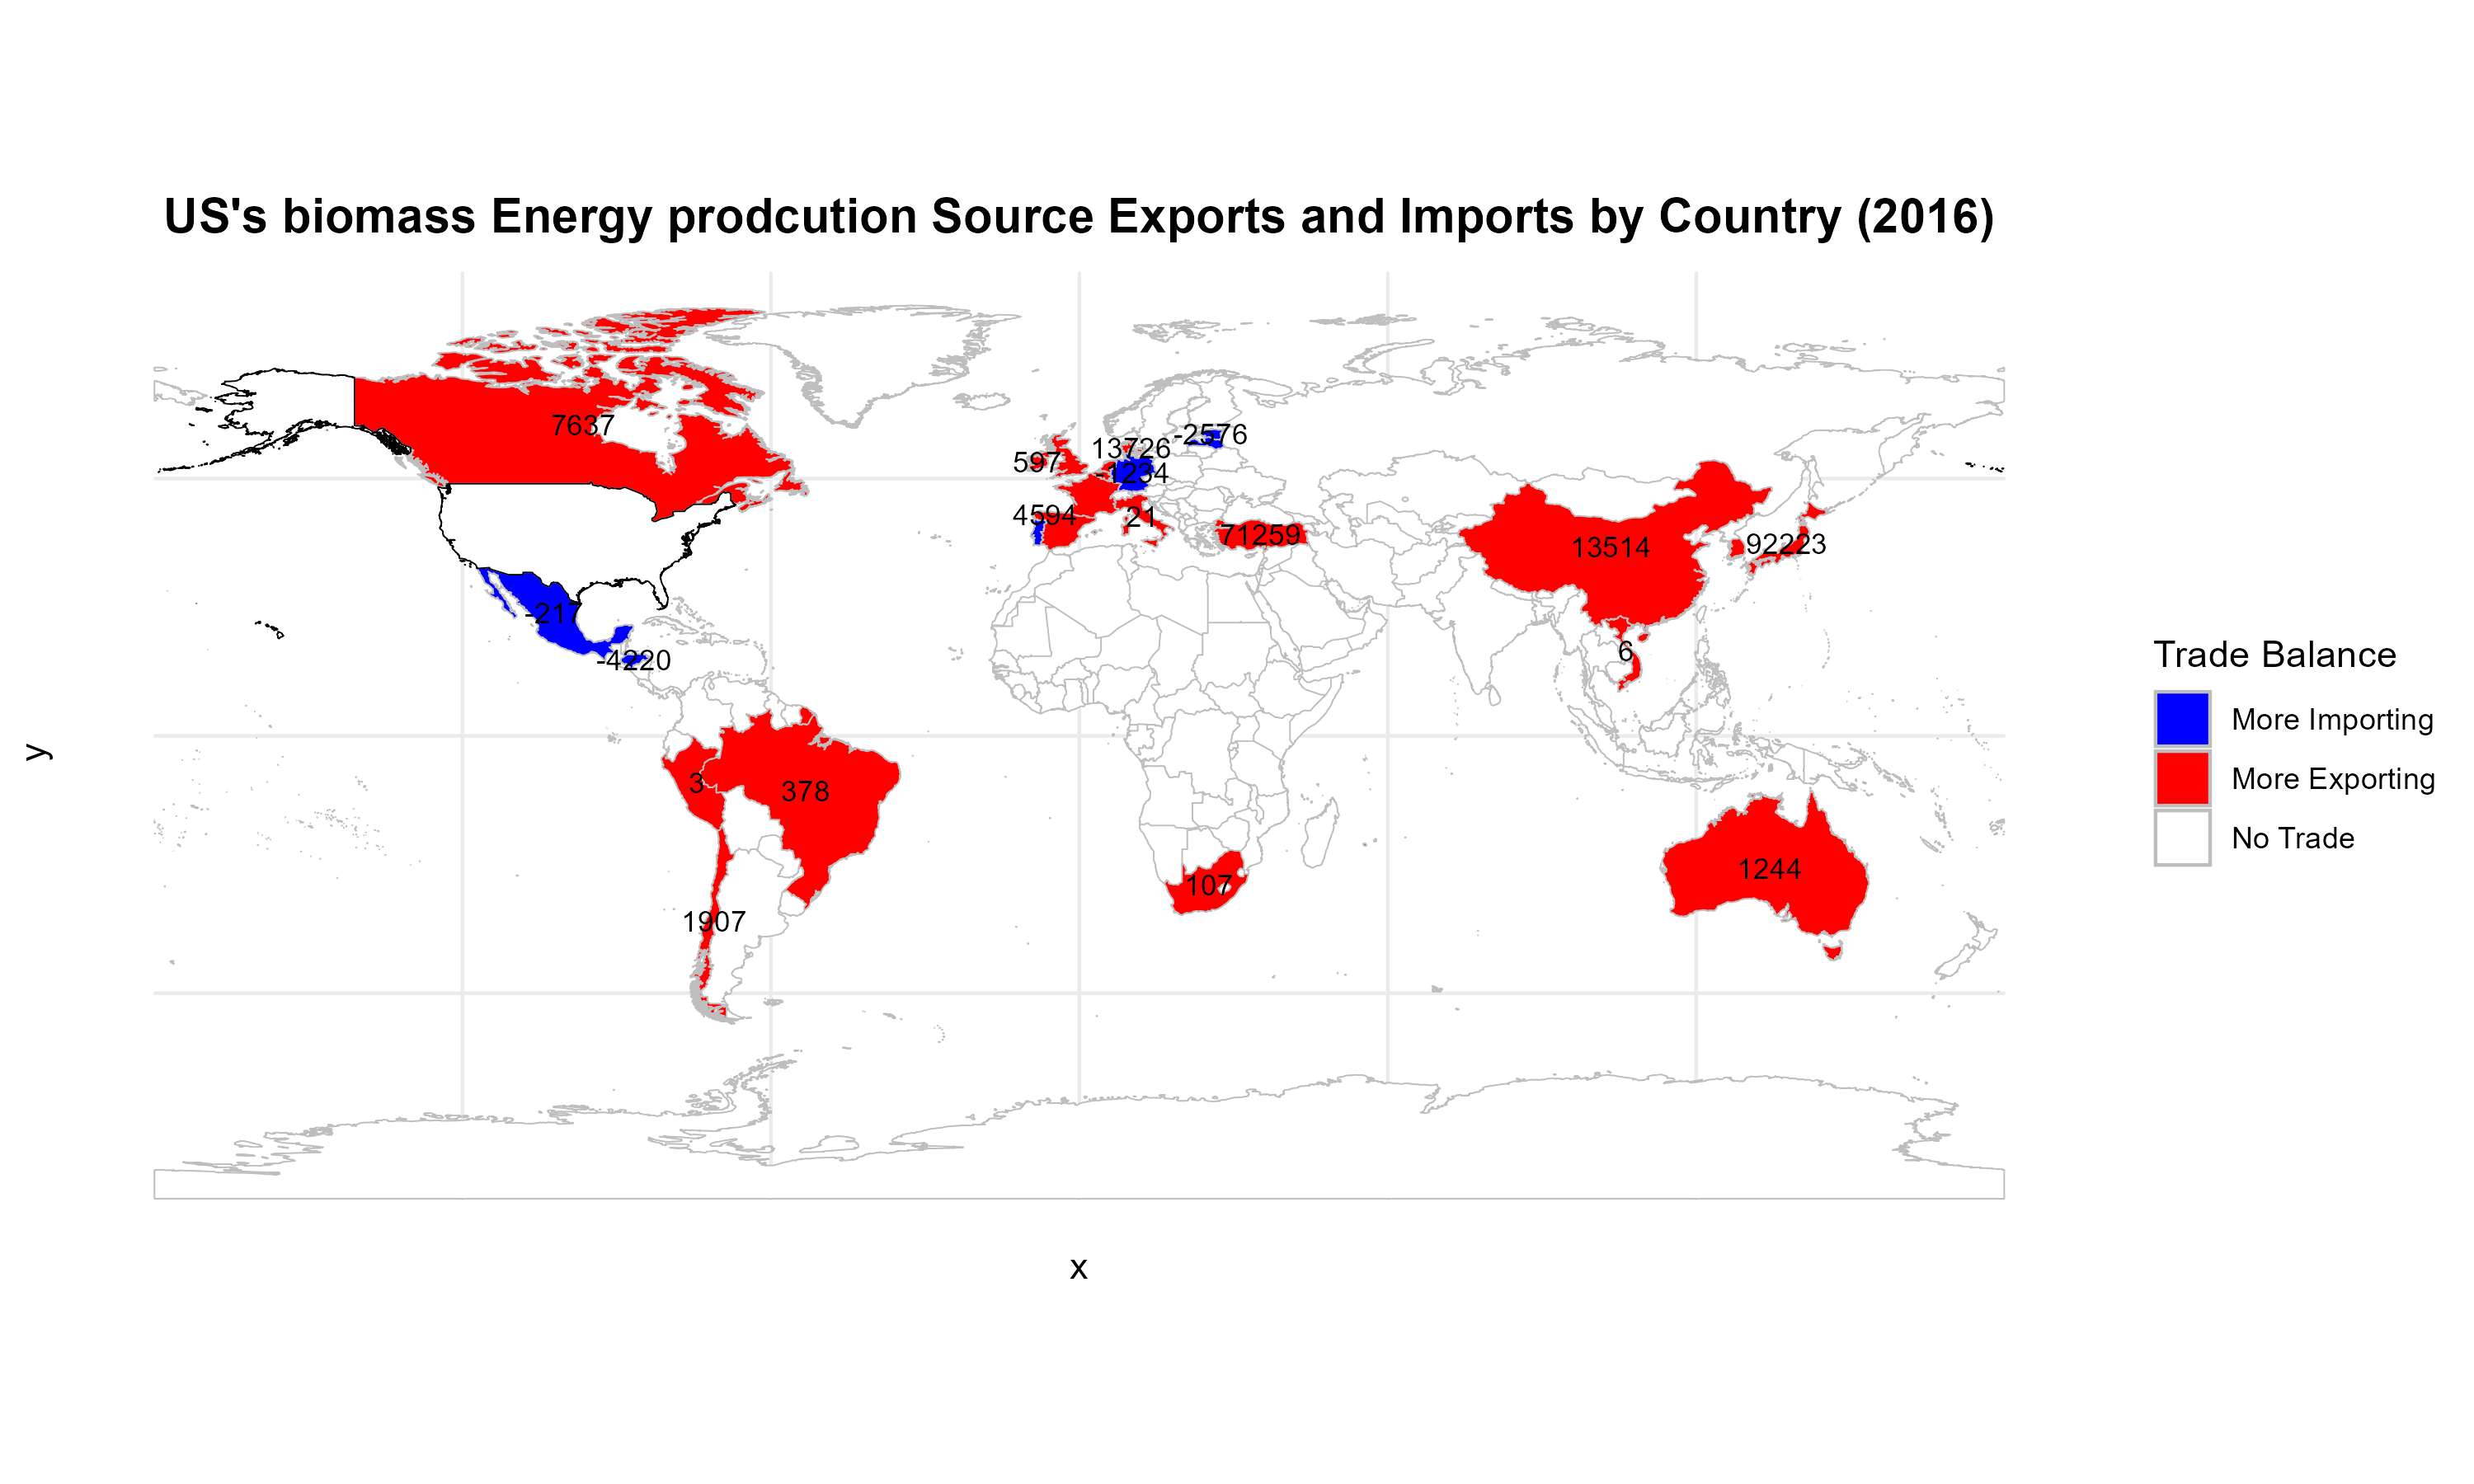 US's biomass Energy prodcution Source Exports and Imports by Country (2016)
7637
-2576
13726
597
-1234
4594
21
71259
13514
92223
-217
-4220
6
3
378
1244
107
1907
y
x
Trade Balance
More Importing
More Exporting
No Trade